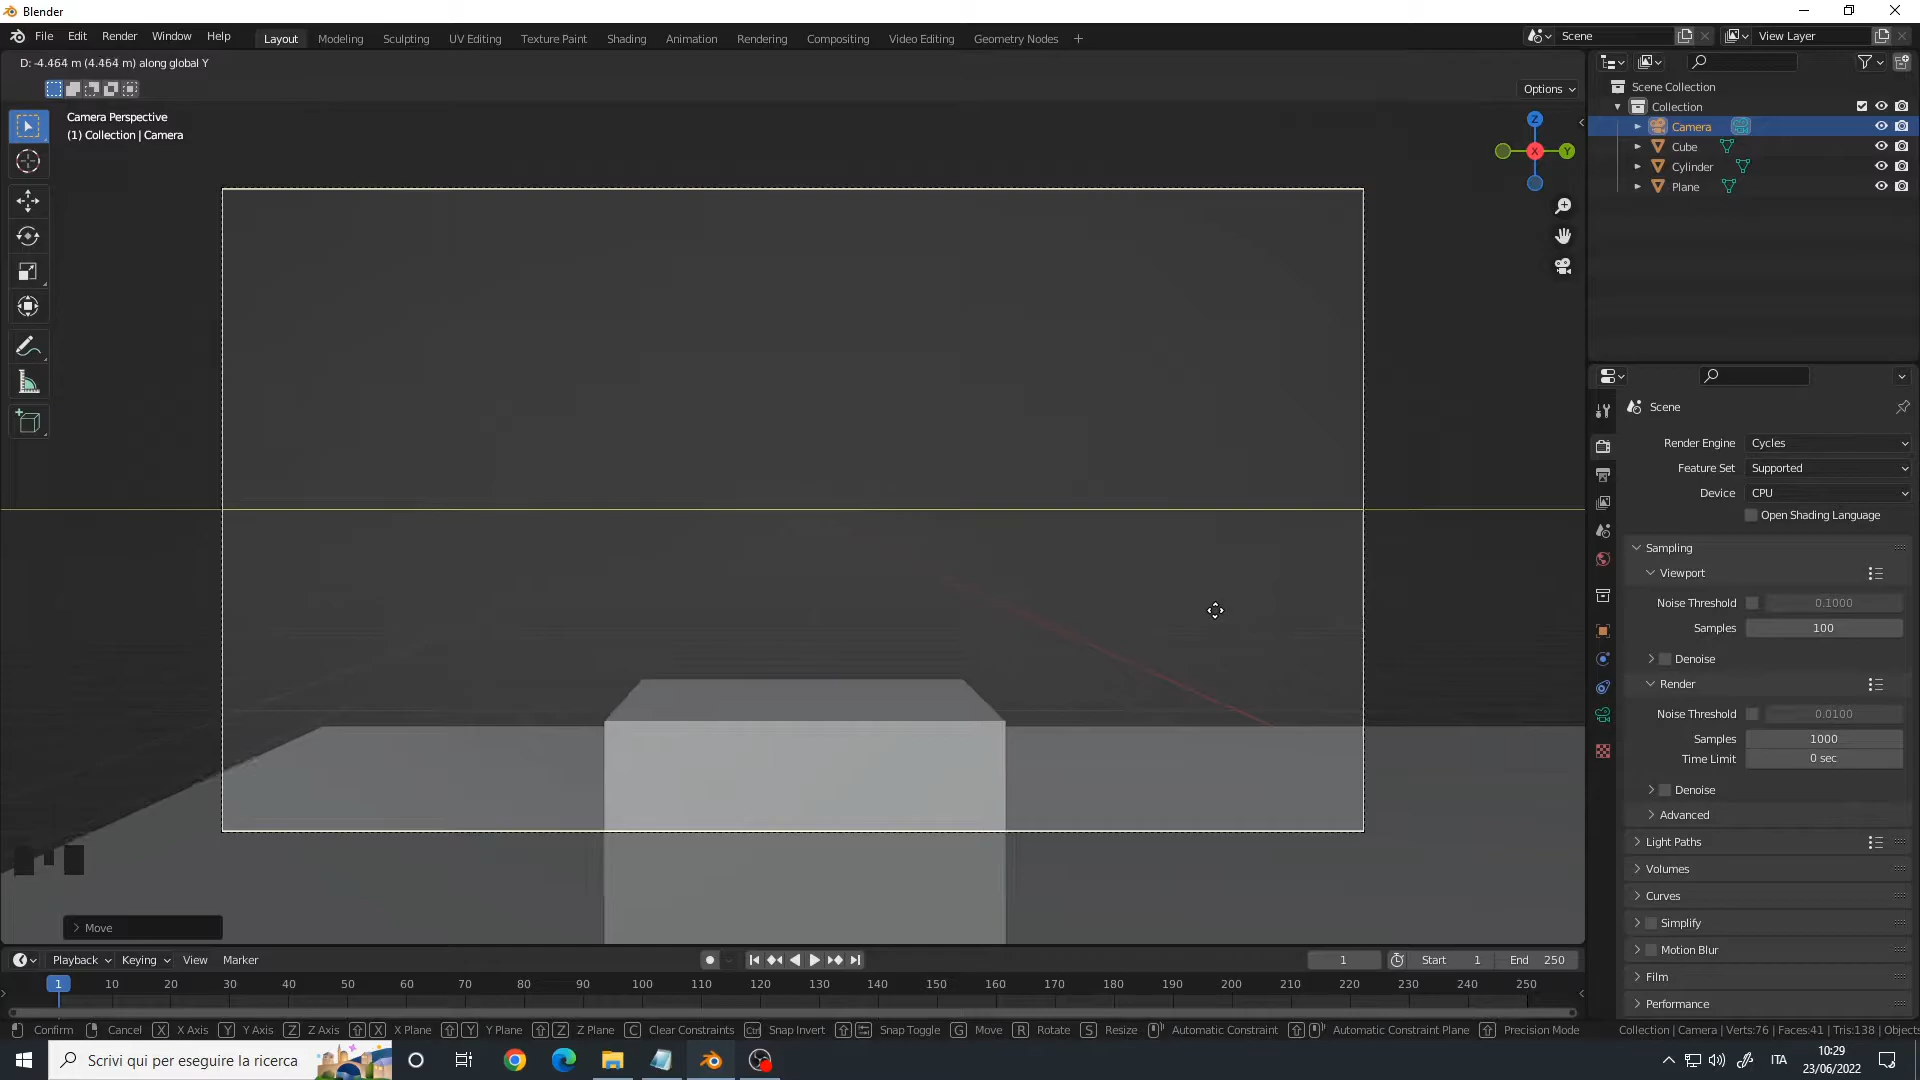 Blender
File Edit Render Window Help Layout Modeling Sculpting UV Editing Texture Paint Shading Animation Rendering Compositing Video Editing Geometry Nodes + Scene View Layer
D: -4.464 m (4.464 m) along global Y
Options
Camera Perspective
(1) Collection | Camera
Z
X
Y
Scene Collection
Collection
Camera
Cube
Cylinder
Plane
Scene
Render Engine Cycles
Feature Set Supported
Device CPU
Open Shading Language
Sampling
Viewport
Noise Threshold 0.1000
Samples 100
Denoise
Render
Noise Threshold 0.0100
Samples 1000
Time Limit 0 sec
Denoise
Advanced
Light Paths
Volumes
Curves
Simplify
Motion Blur
Film
Performance
Move
Playback Keying View Marker 1 Start 1 End 250
1 10 20 30 40 50 60 70 80 90 100 110 120 130 140 150 160 170 180 190 200 210 220 230 240 250
Confirm Cancel X X Axis Y Y Axis Z Z Axis X X Plane Y Y Plane Z Z Plane C Clear Constraints Ctrl Snap Invert Snap Toggle G Move R Rotate S Resize Automatic Constraint Automatic Constraint Plane Precision Mode Collection | Camera | Verts:76 | Faces:41 | Tris:138 | Objects
Scrivi qui per eseguire la ricerca
ITA
10:29
23/06/2022